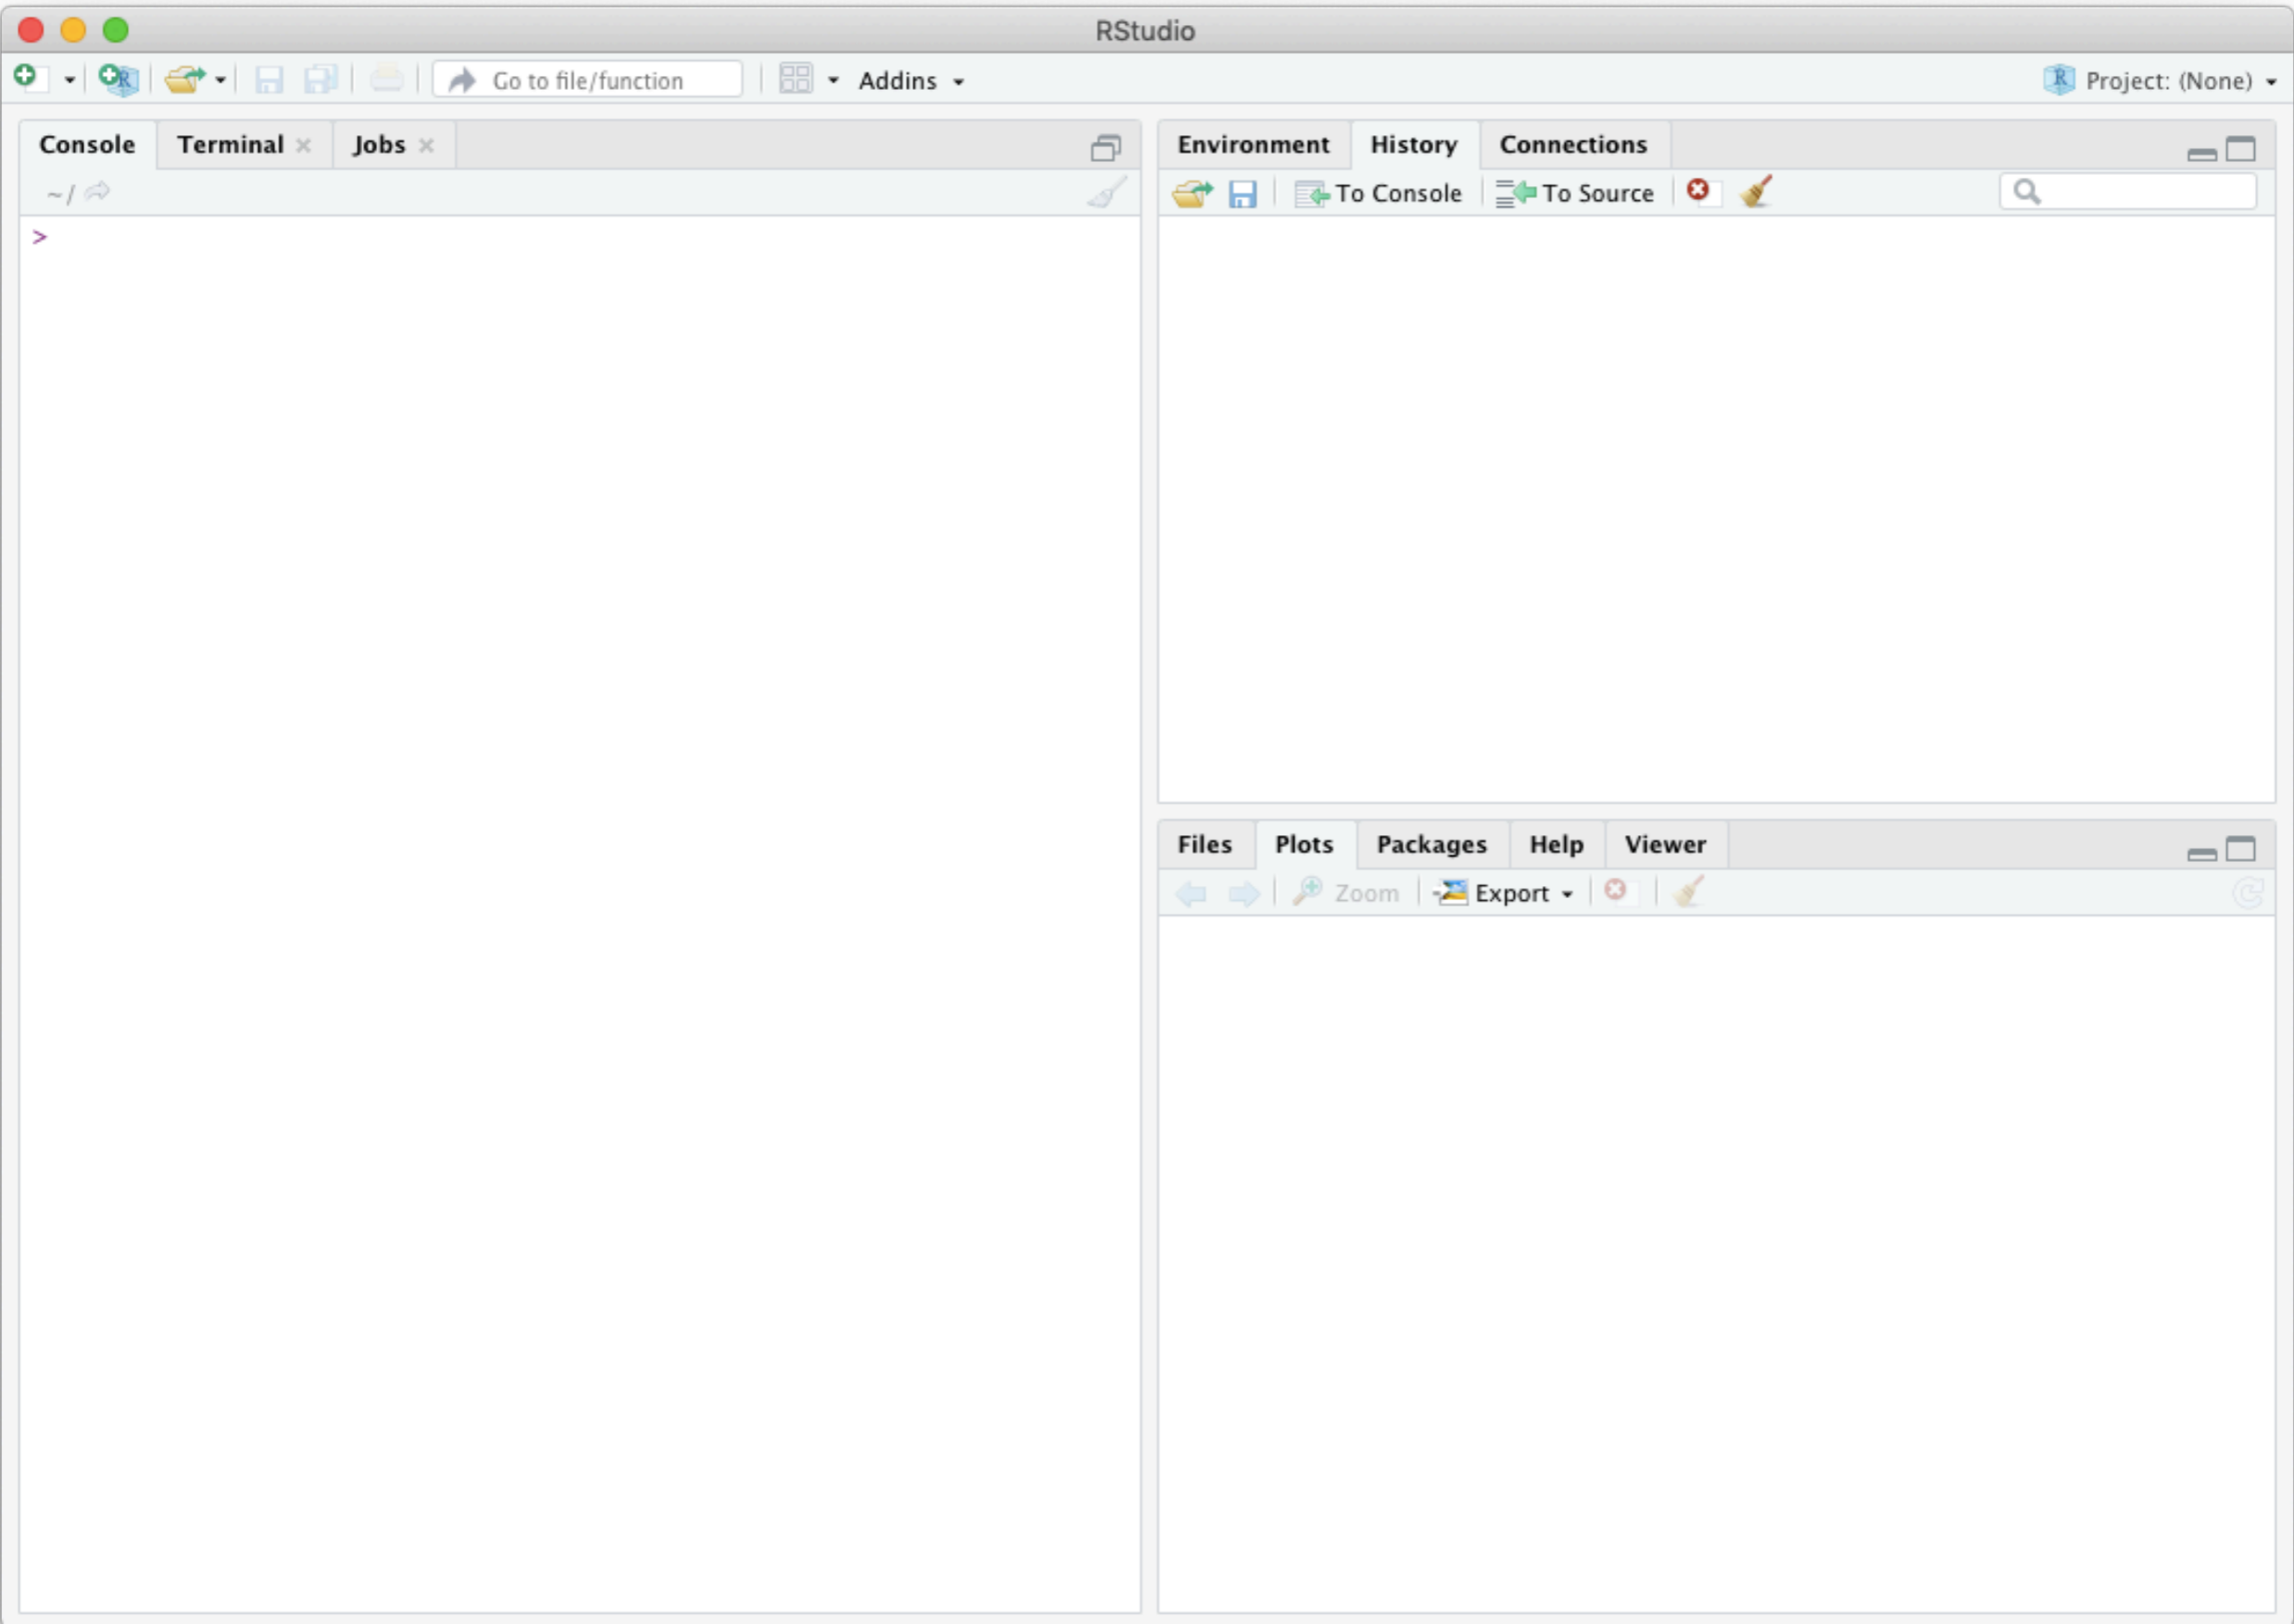 RStudio
Go to file/function Addins Project: (None)
Console Terminal Jobs
~/
>
Environment History Connections
To Console To Source
Files Plots Packages Help Viewer
Zoom Export